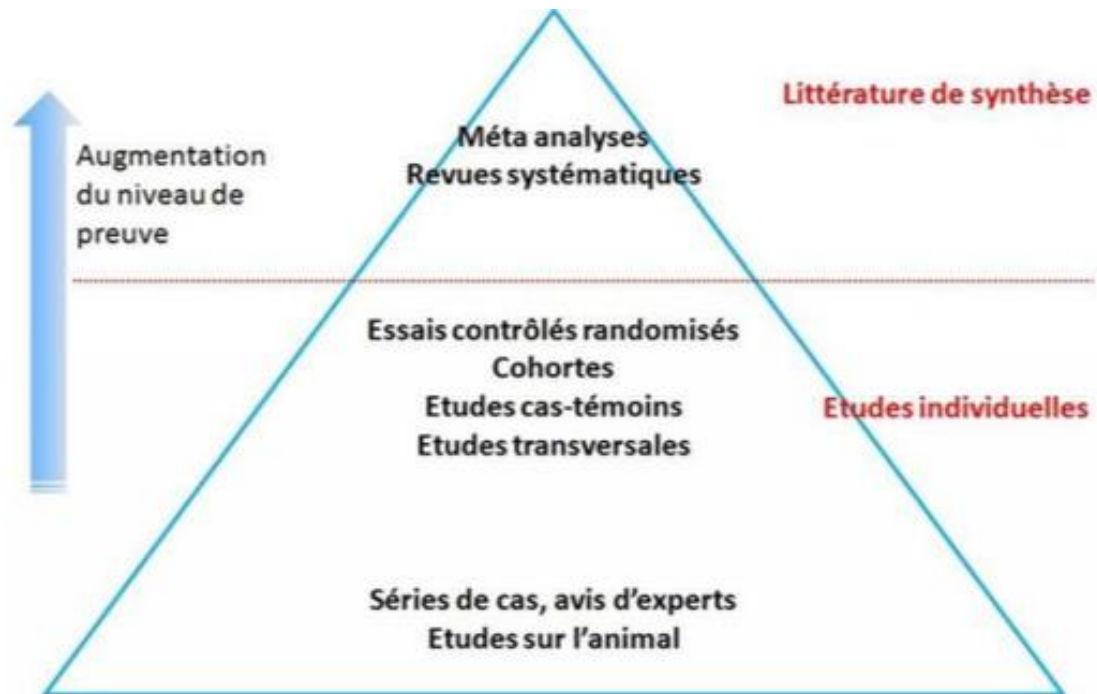 Littérature de synthèse
Méta analyses
Revues systématiques
Augmentation
du niveau de
preuve
Essais contrôlés randomisés
Cohortes
Etudes cas-témoins
Etudes transversales
Etudes individuelles
Séries de cas, avis d'experts
Etudes sur l'animal